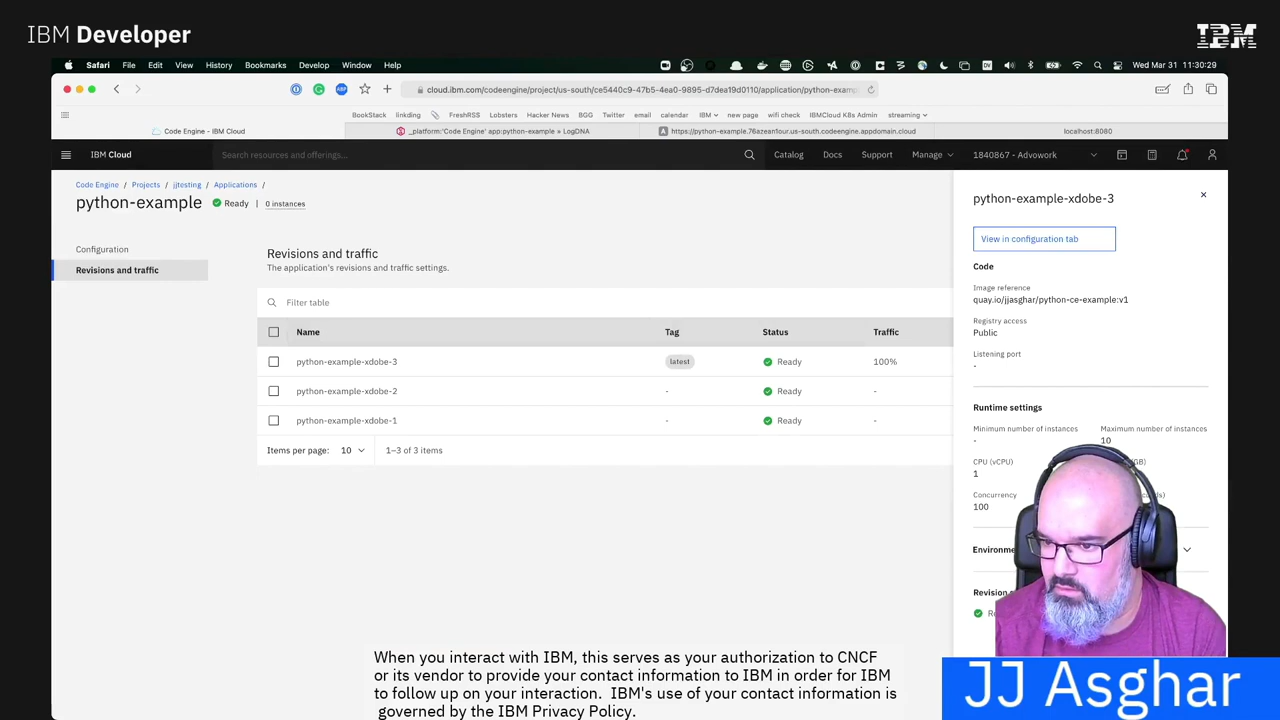 IBM Developer
IBM
Safari File Edit View History Bookmarks Develop Window Help
Wed Mar 31 11:30:29
cloud.ibm.com/codeengine/project/us-south/ce5440c9-47b5-4ea0-9895-d7dea19d0110/application/python-exam
BookStack linkding FreshRSS Lobsters Hacker News BGG Twitter email calendar IBM new page wifi check IBMCloud K8s Admin streaming
Code Engine - IBM Cloud
_platform:'Code Engine' app:python-example » LogDNA
https://python-example.76azean1our.us-south.codeengine.appdomain.cloud
localhost:8080
IBM Cloud
Search resources and offerings...
Catalog Docs Support Manage 1840867 - Advowork
Code Engine / Projects / jjtesting / Applications /
python-example Ready | 0 instances
Configuration
Revisions and traffic
Revisions and traffic
The application's revisions and traffic settings.
Filter table
Name Tag Status Traffic
python-example-xdobe-3 latest Ready 100%
python-example-xdobe-2 - Ready -
python-example-xdobe-1 - Ready -
Items per page: 10 1–3 of 3 items
python-example-xdobe-3
View in configuration tab
Code
Image reference
quay.io/jjasghar/python-ce-example:v1
Registry access
Public
Listening port
-
Runtime settings
Minimum number of instances Maximum number of instances
- 10
CPU (vCPU)
1
Concurrency
100
When you interact with IBM, this serves as your authorization to CNCF
or its vendor to provide your contact information to IBM in order for IBM
to follow up on your interaction. IBM's use of your contact information is
governed by the IBM Privacy Policy.
JJ Asghar